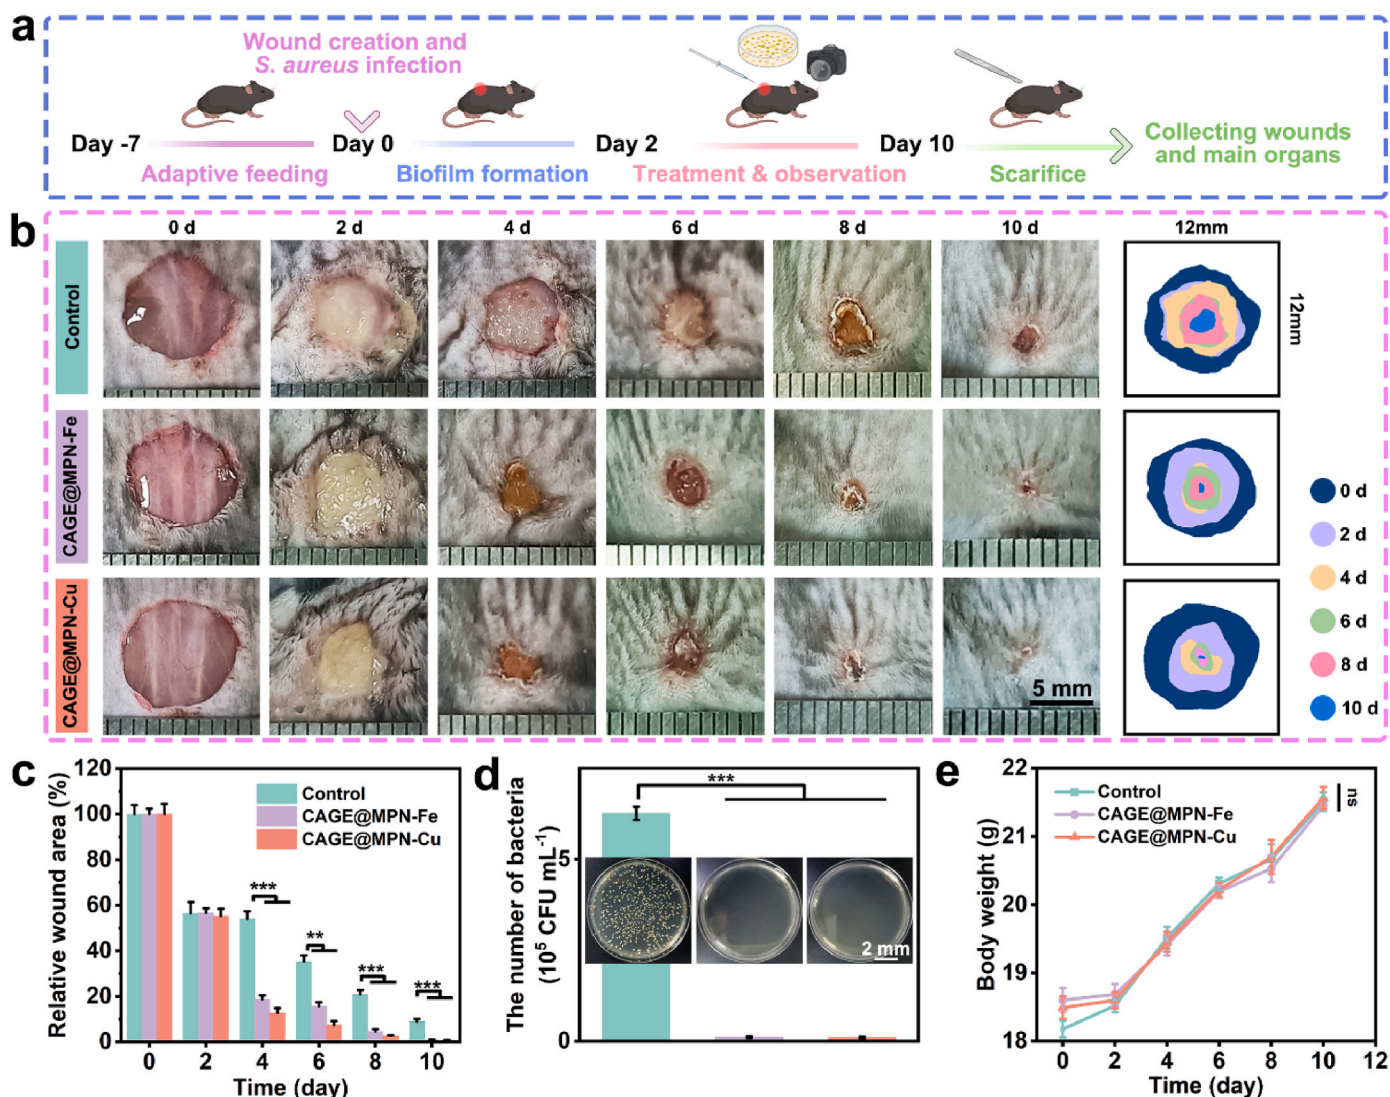 a
Wound creation and
S. aureus infection
Day -7
Day 0
Day 2
Day 10
Adaptive feeding
Biofilm formation
Treatment & observation
Scarifice
Collecting wounds
and main organs
b
0 d
2 d
4 d
6 d
8 d
10 d
12mm
12mm
Control
CAGE@MPN-Fe
CAGE@MPN-Cu
5 mm
0 d
2 d
4 d
6 d
8 d
10 d
c
Relative wound area (%)
120
100
80
60
40
20
0
Control
CAGE@MPN-Fe
CAGE@MPN-Cu
***
**
***
***
0 2 4 6 8 10
Time (day)
d
The number of bacteria
(10⁵ CFU mL⁻¹)
5
0
***
2 mm
e
Body weight (g)
22
21
20
19
18
Control
CAGE@MPN-Fe
CAGE@MPN-Cu
ns
0 2 4 6 8 10 12
Time (day)